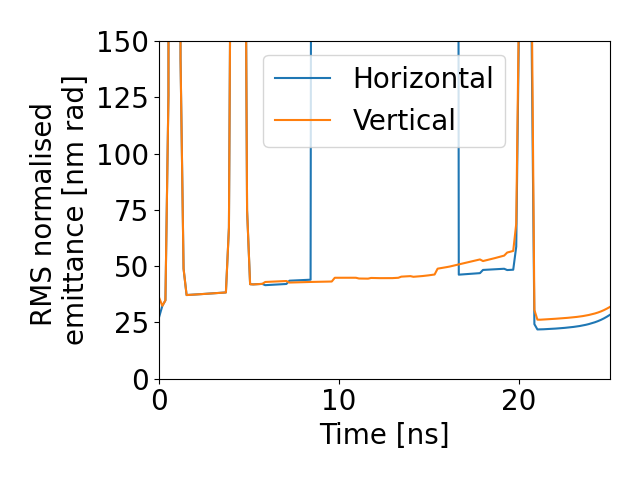 150
125
100
75
50
25
0
RMS normalised
emittance [nm rad]
Horizontal
Vertical
0
10
20
Time [ns]